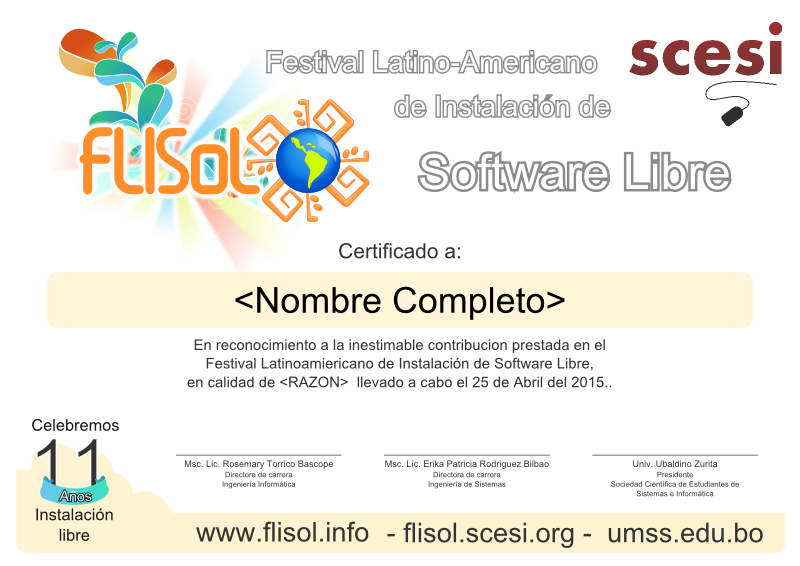 Festival Latino-Americano
de Instalación de
Software Libre
scesi
FLISoL
Certificado a:
<Nombre Completo>
En reconocimiento a la inestimable contribucion prestada en el
Festival Latinoamiericano de Instalación de Software Libre,
en calidad de <RAZON> llevado a cabo el 25 de Abril del 2015..
Celebremos
11
Anos
Instalación
libre
Msc. Lic. Rosemary Torrico Bascope
Directora de carrera
Ingeniería Informática
Msc. Lic. Erika Patricia Rodriguez Bilbao
Directora de carrera
Ingeniería de Sistemas
Univ. Ubaldino Zurita
Presidente
Sociedad Científica de Estudiantes de
Sistemas e Informática
www.flisol.info - flisol.scesi.org - umss.edu.bo